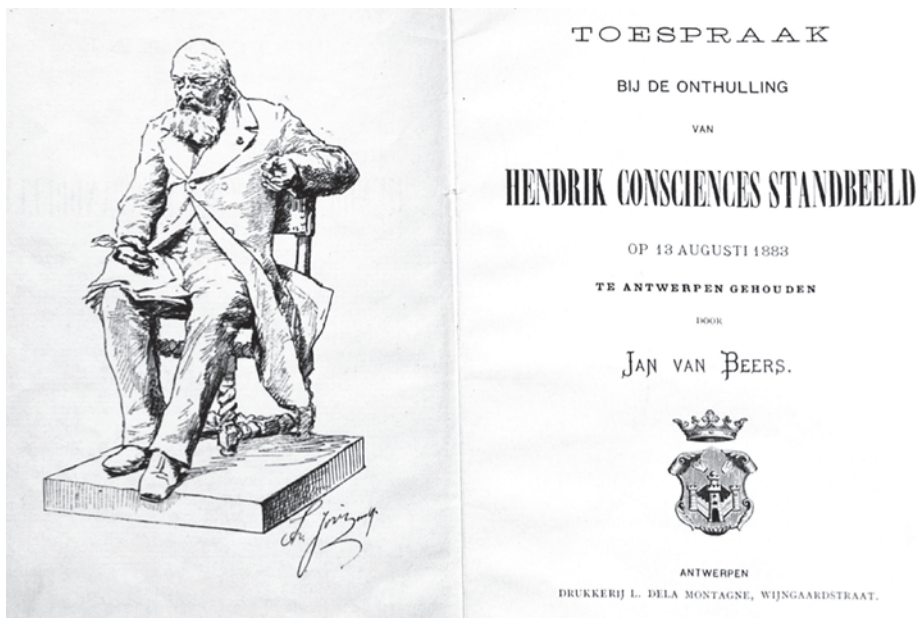 TOESPRAAK
BIJ DE ONTHULLING
VAN
HENDRIK CONSCIENCES STANDBEELD
OP 13 AUGUSTI 1883
TE ANTWERPEN GEHOUDEN
DOOR
JAN VAN BEERS.
ANTWERPEN
DRUKKERIJ L. DELA MONTAGNE, WIJNGAARDSTRAAT.